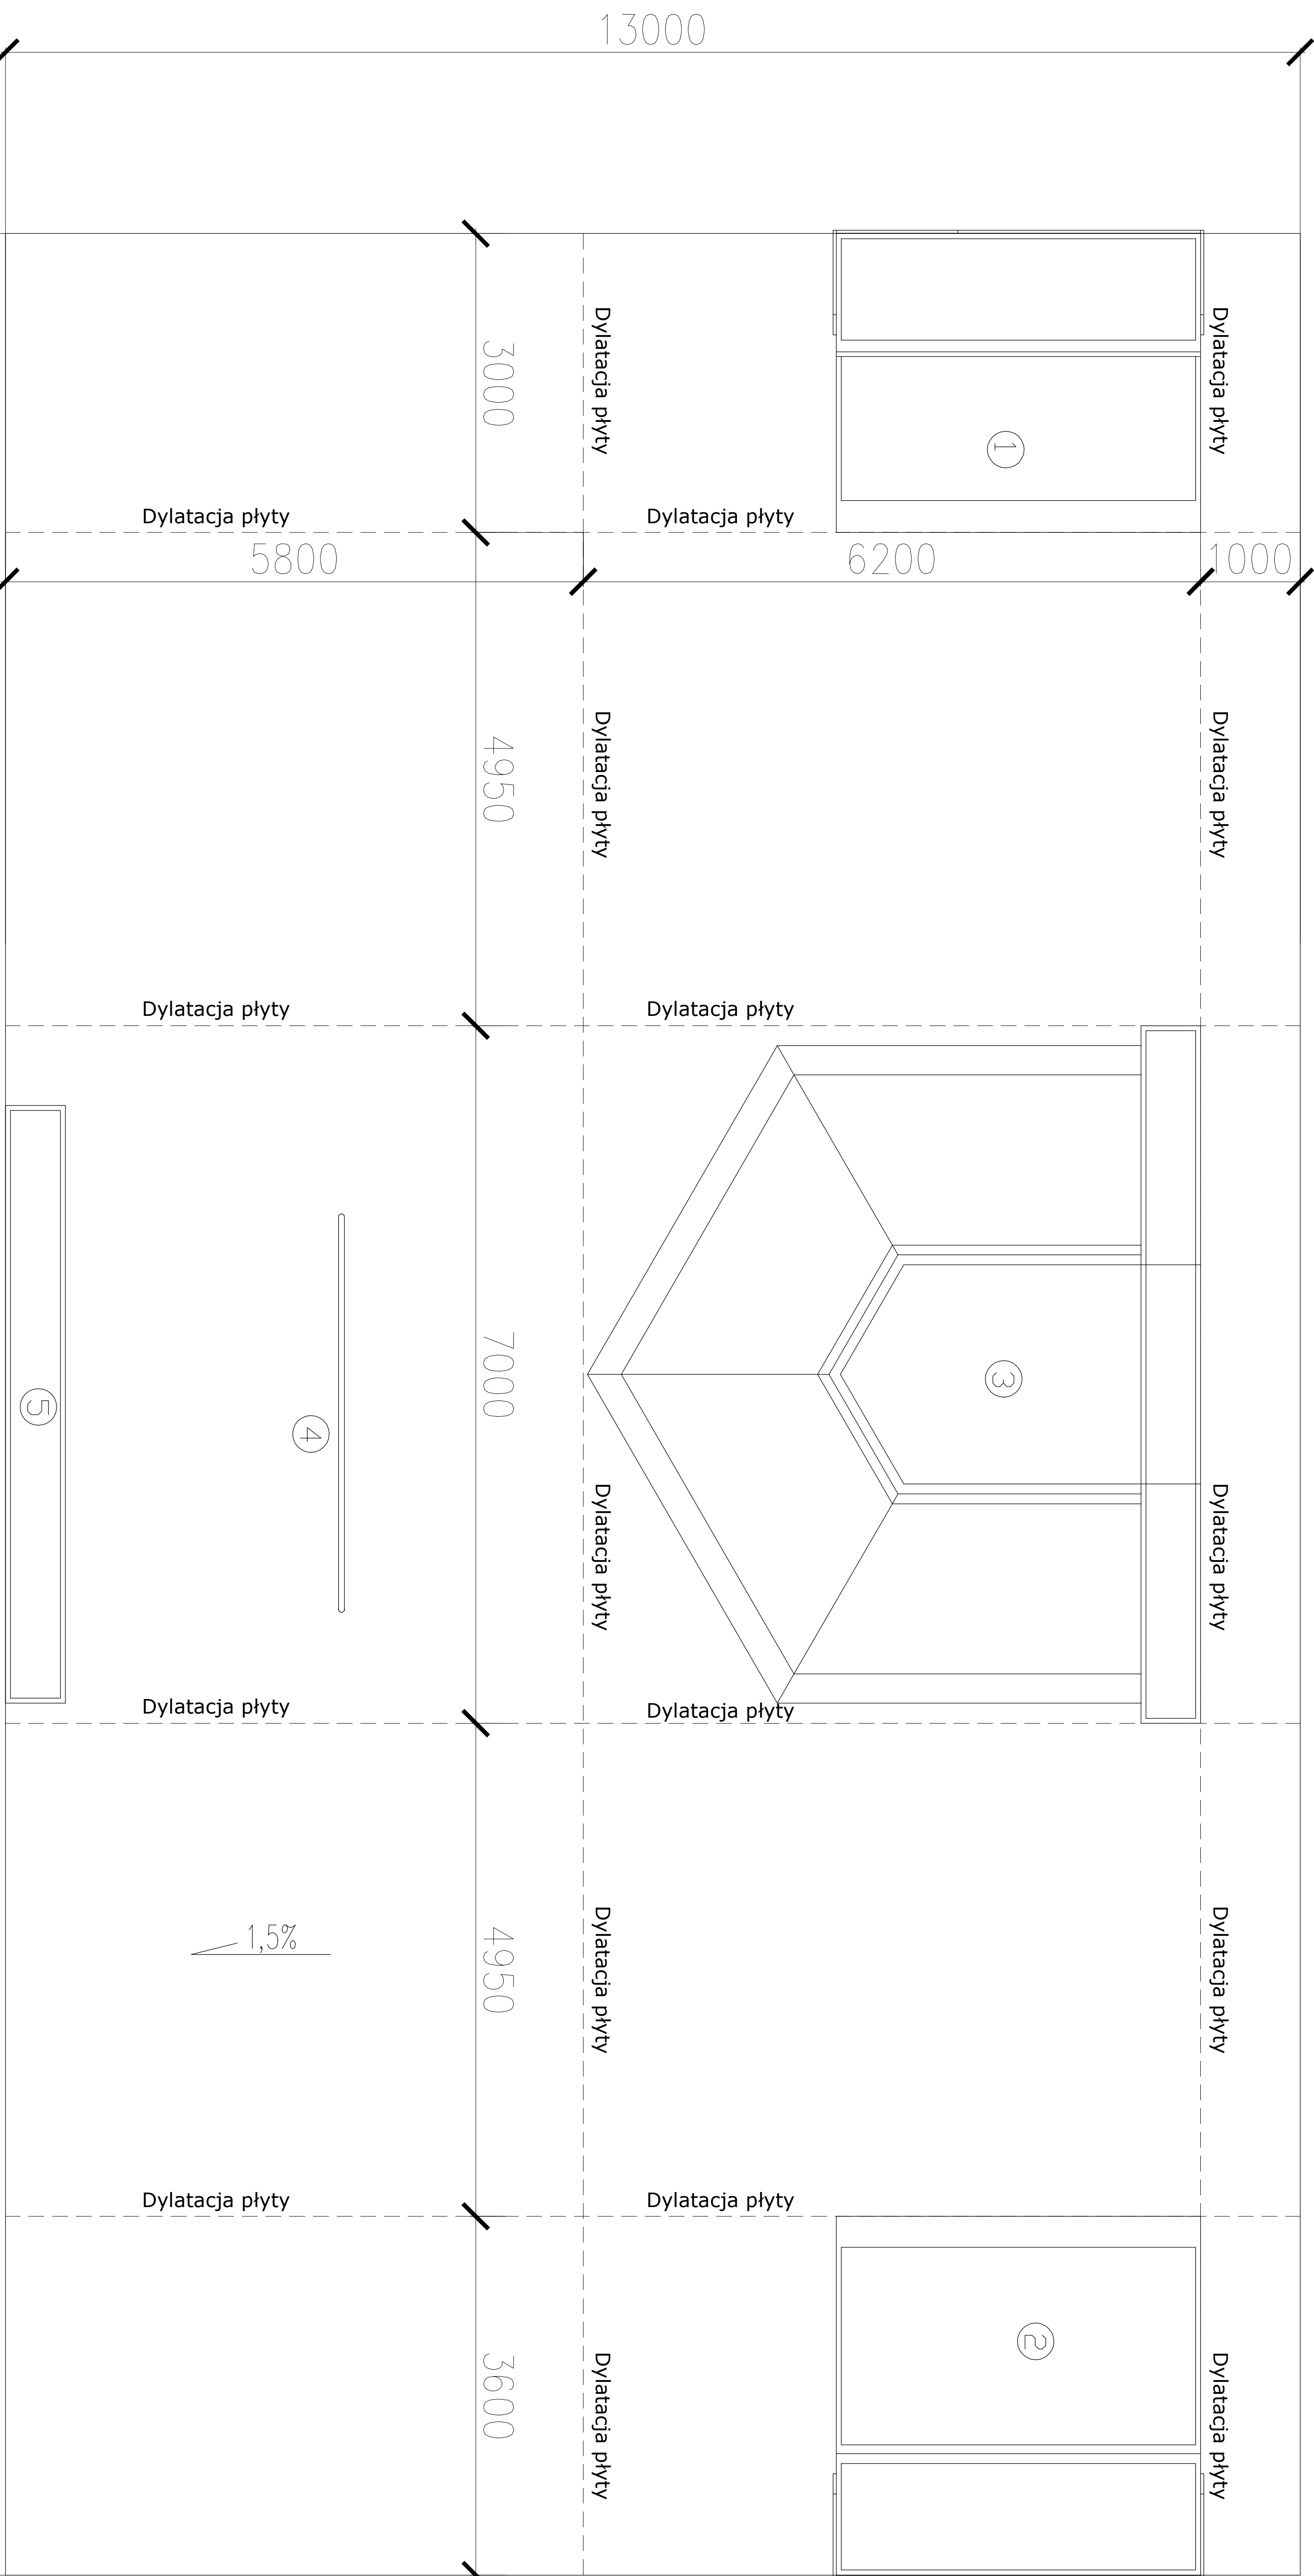 13000
Dylatacja płyty
Dylatacja płyty
3000
1
Dylatacja płyty
Dylatacja płyty
5800
6200
1000
Dylatacja płyty
Dylatacja płyty
4950
Dylatacja płyty
Dylatacja płyty
7000
3
5
4
Dylatacja płyty
Dylatacja płyty
Dylatacja płyty
Dylatacja płyty
1,5%
4950
Dylatacja płyty
Dylatacja płyty
Dylatacja płyty
Dylatacja płyty
2
3600
Dylatacja płyty
Dylatacja płyty